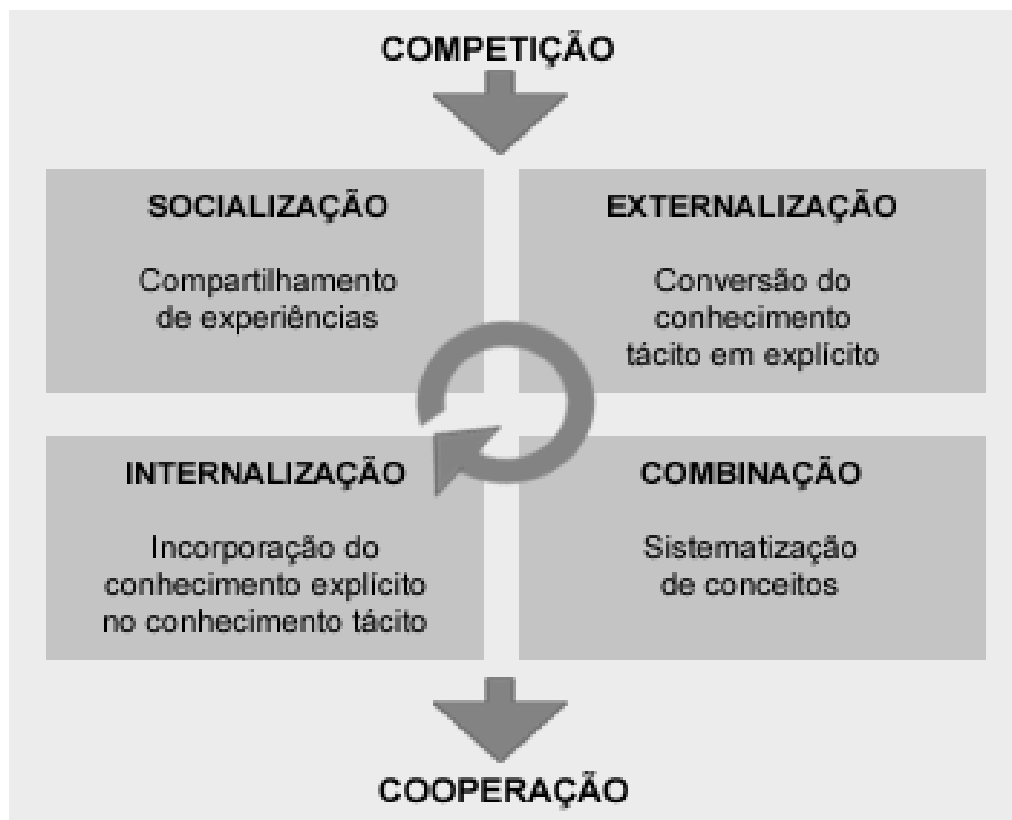 COMPETIÇÃO
SOCIALIZAÇÃO
Compartilhamento
de experiências
EXTERNALIZAÇÃO
Conversão do
conhecimento
tácito em explícito
INTERNALIZAÇÃO
Incorporação do
conhecimento explícito
no conhecimento tácito
COMBINAÇÃO
Sistematização
de conceitos
COOPERAÇÃO